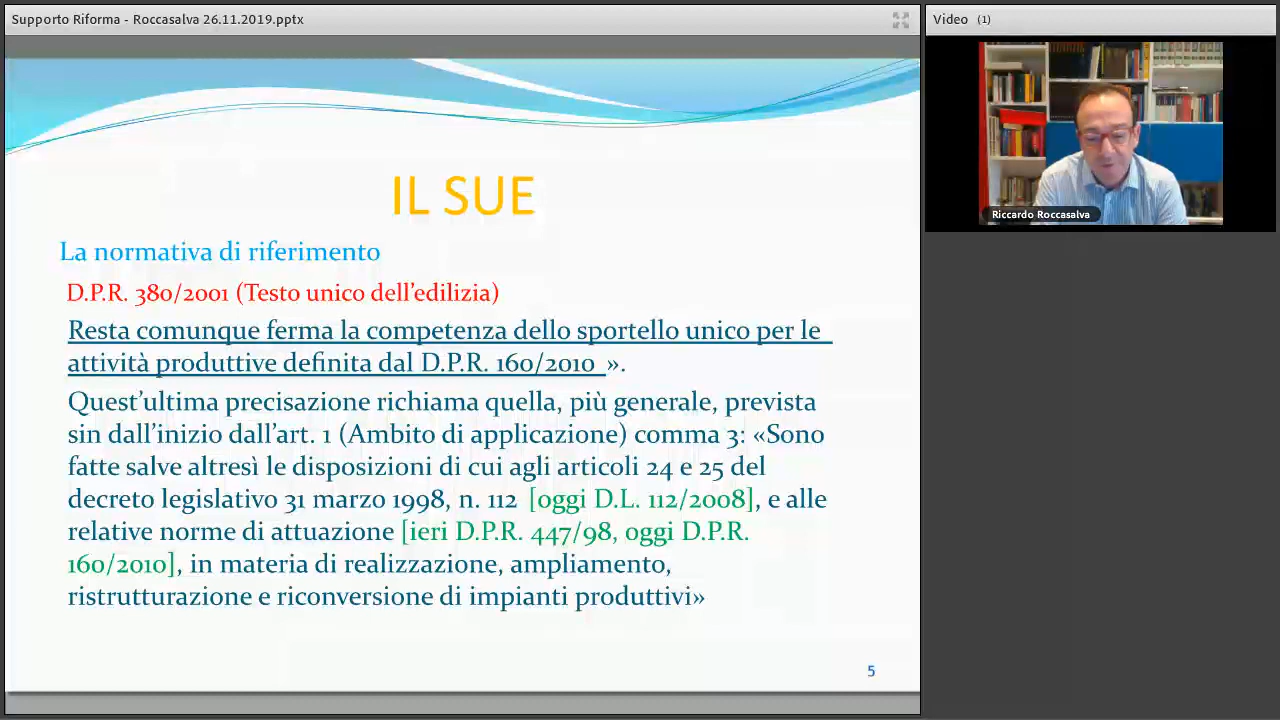 Supporto Riforma - Roccasalva 26.11.2019.pptx
Video (1)
Riccardo Roccasalva
IL SUE
La normativa di riferimento
D.P.R. 380/2001 (Testo unico dell’edilizia)
Resta comunque ferma la competenza dello sportello unico per le
attività produttive definita dal D.P.R. 160/2010 ».
Quest’ultima precisazione richiama quella, più generale, prevista
sin dall’inizio dall’art. 1 (Ambito di applicazione) comma 3: «Sono
fatte salve altresì le disposizioni di cui agli articoli 24 e 25 del
decreto legislativo 31 marzo 1998, n. 112 [oggi D.L. 112/2008], e alle
relative norme di attuazione [ieri D.P.R. 447/98, oggi D.P.R.
160/2010], in materia di realizzazione, ampliamento,
ristrutturazione e riconversione di impianti produttivi»
5